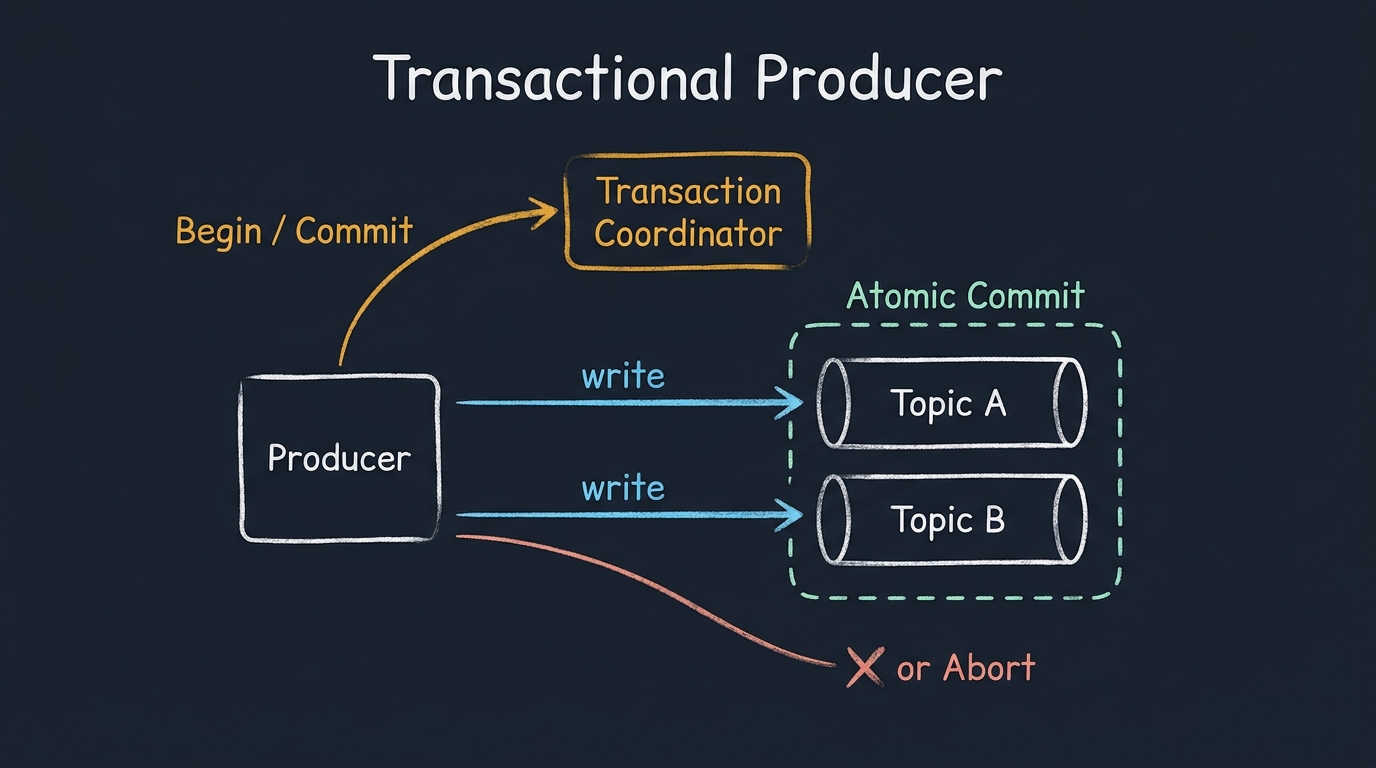 Transactional Producer
Transaction
Coordinator
Begin / Commit
Atomic Commit
write
Topic A
Producer
write
Topic B
or Abort